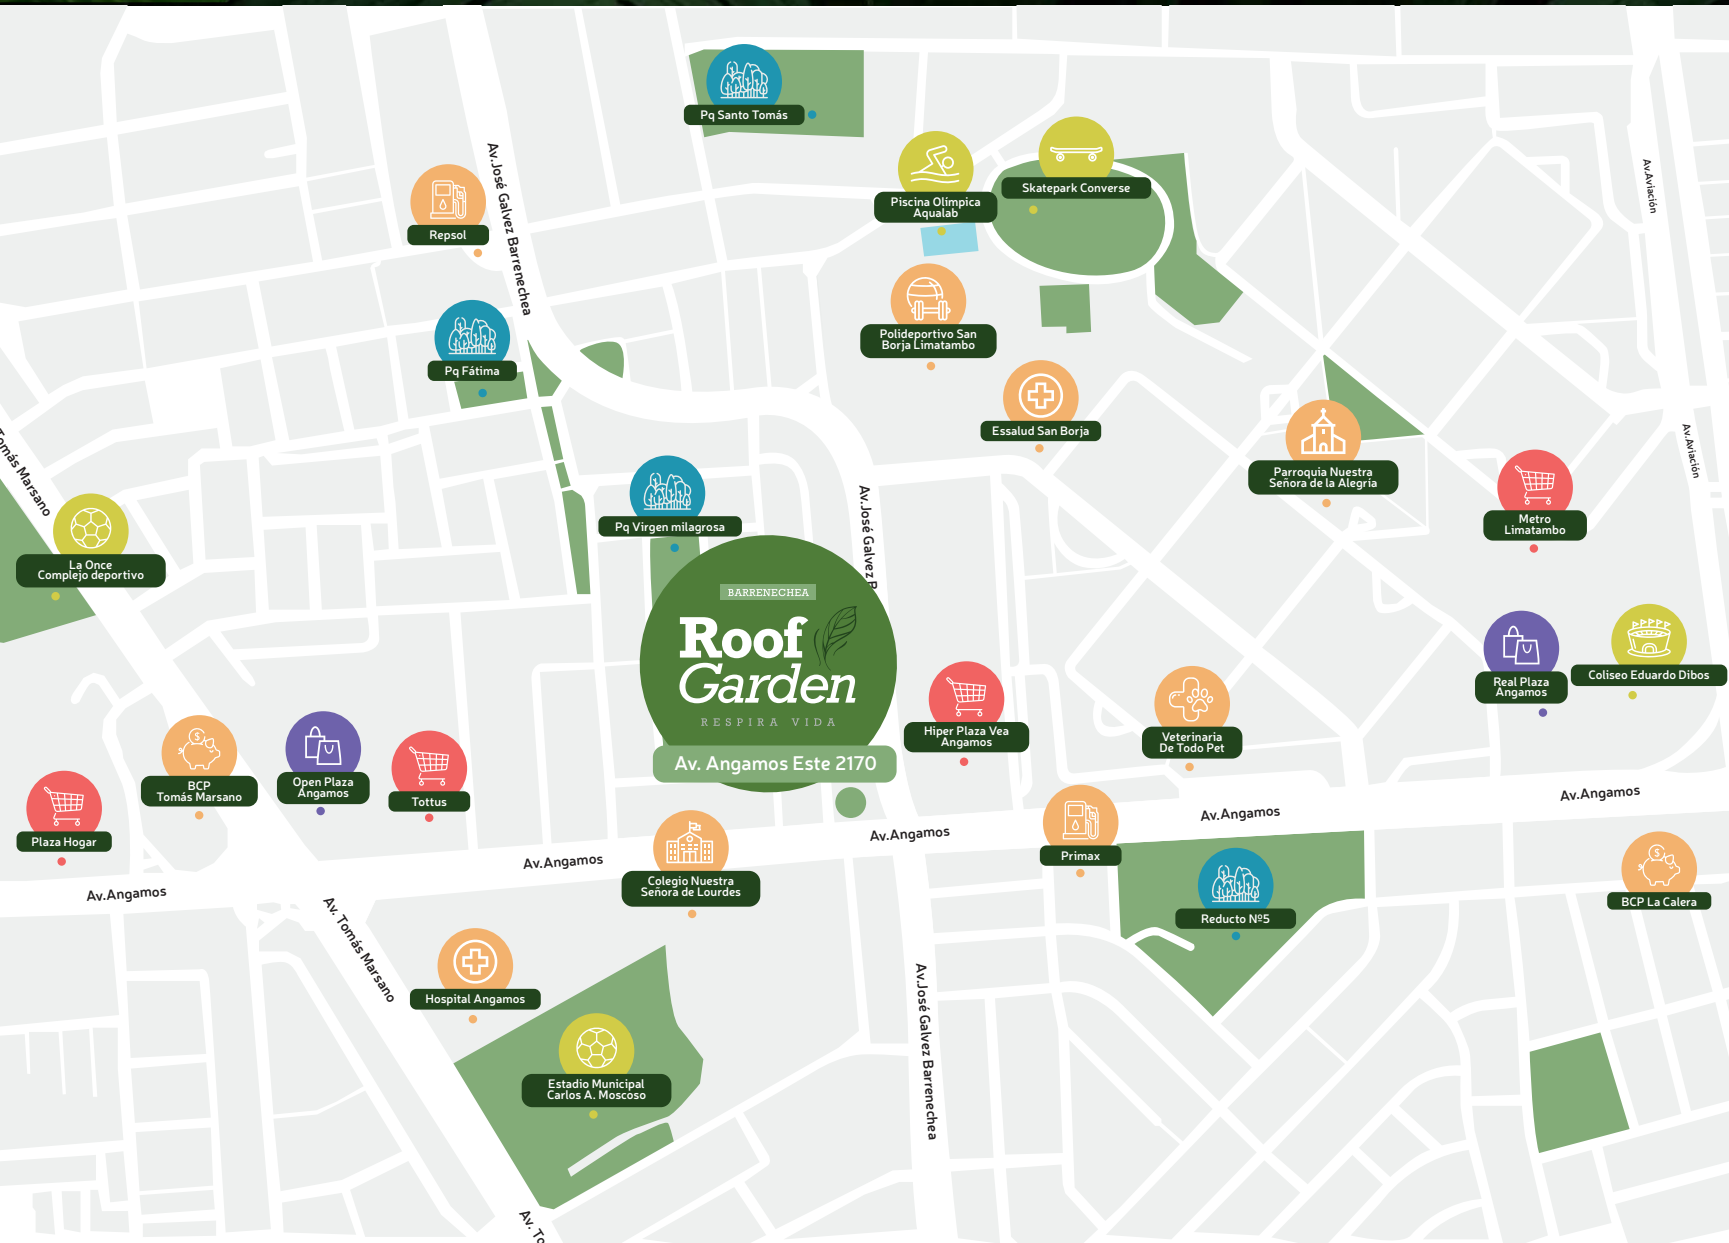 Pq Santo Tomás
Av.José Galvez Barrenechea
Repsol
Piscina Olimpica
Aqualab
Skatepark Converse
Av.Aviación
Pq Fátima
Polideportivo San
Borja Limatambo
Essalud San Borja
Parroquia Nuestra
Señora de la Alegría
Av.Aviación
Metro
Limatambo
Tomás Marsano
La Once
Complejo deportivo
Pq Virgen milagrosa
Av.José Galvez B
BARRENECHEA
Roof
Garden
RESPIRA VIDA
Av. Angamos Este 2170
Hiper Plaza Vea
Angamos
Veterinaria
De Todo Pet
Real Plaza
Angamos
Coliseo Eduardo Dibos
BCP
Tomás Marsano
Open Plaza
Angamos
Tottus
Plaza Hogar
Av.Angamos
Av.Angamos
Av.Angamos
Av.Angamos
Av.Angamos
Colegio Nuestra
Señora de Lourdes
Primax
Reducto Nº5
BCP La Calera
Av. Tomás Marsano
Hospital Angamos
Av.José Galvez Barrenechea
Estadio Municipal
Carlos A. Moscoso
Av. To